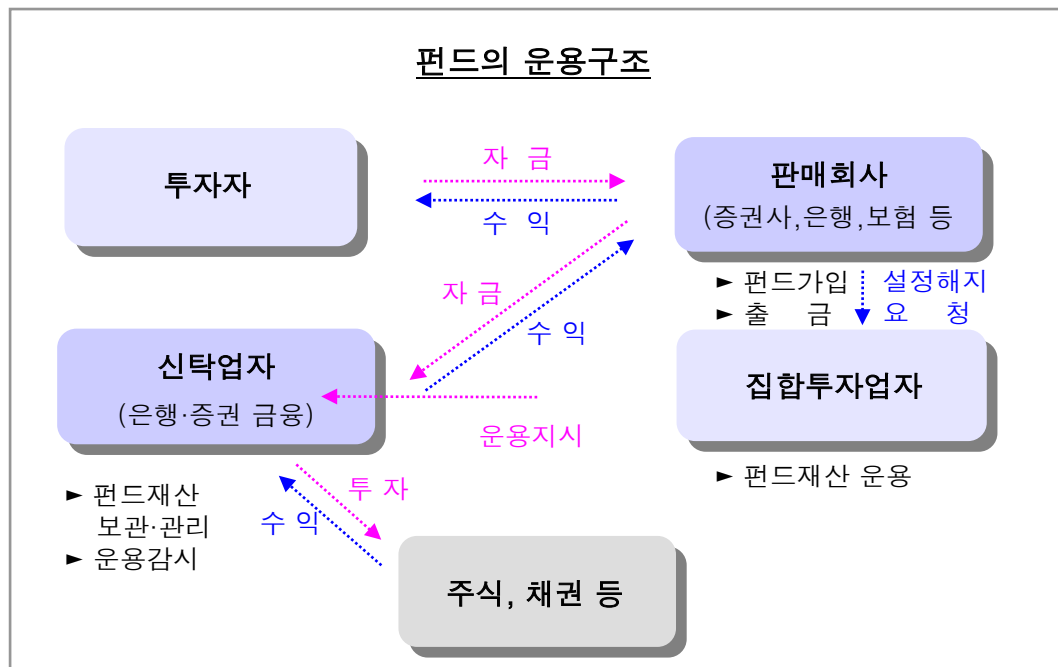 펀드의 운용구조
투자자
자 금
수 익
판매회사
(증권사,은행,보험 등
► 펀드가입
► 출 금
설정해지
요 청
자 금
수 익
신탁업자
(은행·증권 금융)
집합투자업자
운용지시
► 펀드재산 운용
► 펀드재산
보관·관리
► 운용감시
투 자
수 익
주식, 채권 등